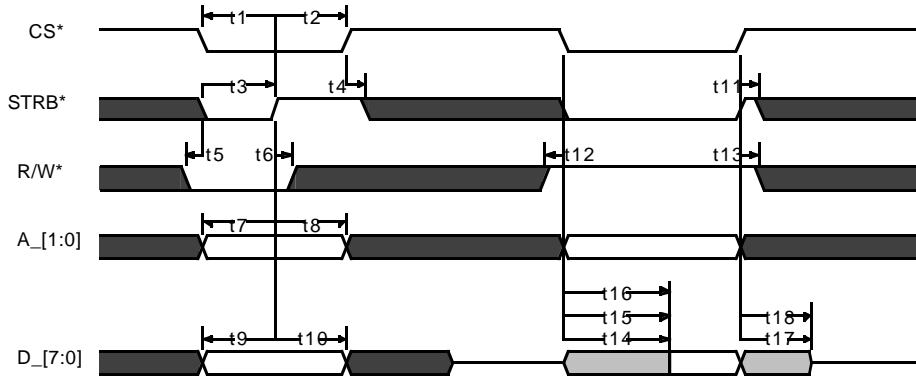 t1 t2
CS*
t3 t4 t11
STRB*
t5 t6 t12 t13
R/W*
t7 t8
A_[1:0]
t16
t15 t18
t9 t10 t14 t17
D_[7:0]